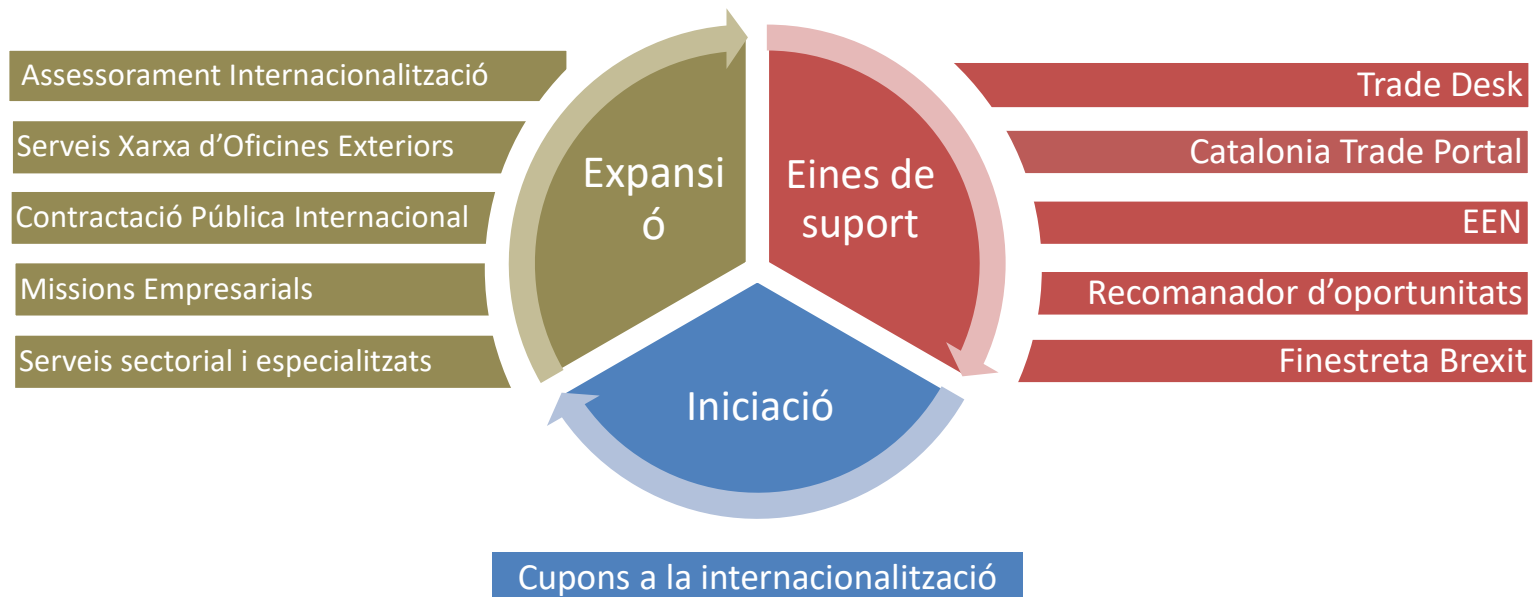 Assessorament Internacionalització
Serveis Xarxa d’Oficines Exteriors
Contractació Pública Internacional
Missions Empresarials
Serveis sectorial i especialitzats
Expansi
ó
Eines de
suport
Iniciació
Trade Desk
Catalonia Trade Portal
EEN
Recomanador d’oportunitats
Finestreta Brexit
Cupons a la internacionalització